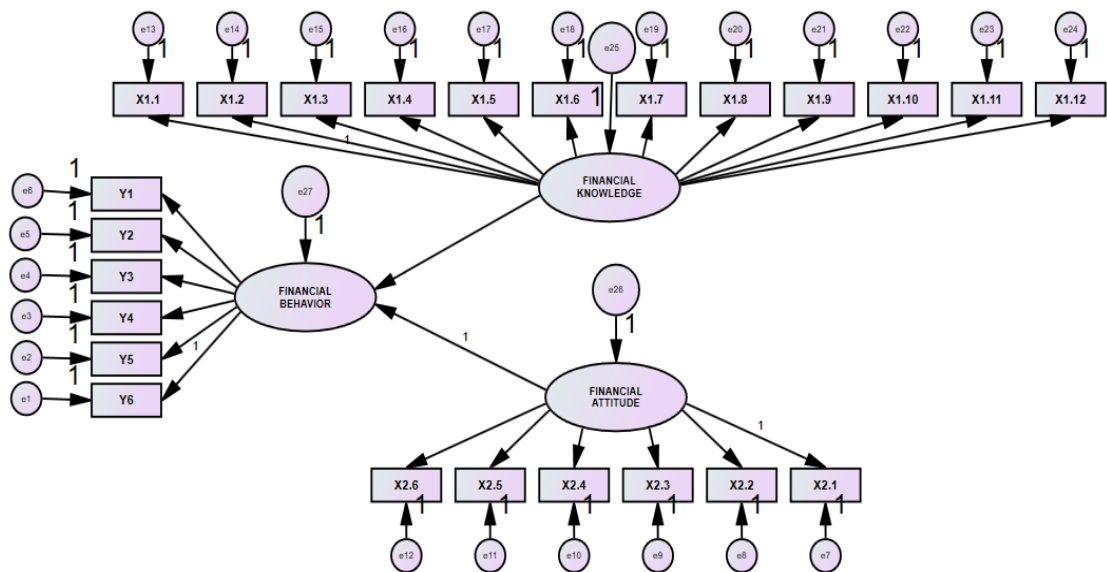 e13 e14 e15 e16 e17 e18 e25 e19 e20 e21 e22 e23 e24
1 1 1 1 1 1 1 1 1 1 1 1
X1.1 X1.2 X1.3 X1.4 X1.5 X1.6 1 X1.7 X1.8 X1.9 X1.10 X1.11 X1.12
1
FINANCIAL
KNOWLEDGE
e6 1 Y1
e27 1
e5 1 Y2
e4 1 Y3
e3 1 Y4
e2 1 Y5
e1 1 Y6
1
FINANCIAL
BEHAVIOR
e26
1
1
FINANCIAL
ATTITUDE
1
X2.6 X2.5 X2.4 X2.3 X2.2 X2.1
1 1 1 1 1 1
e12 e11 e10 e9 e8 e7